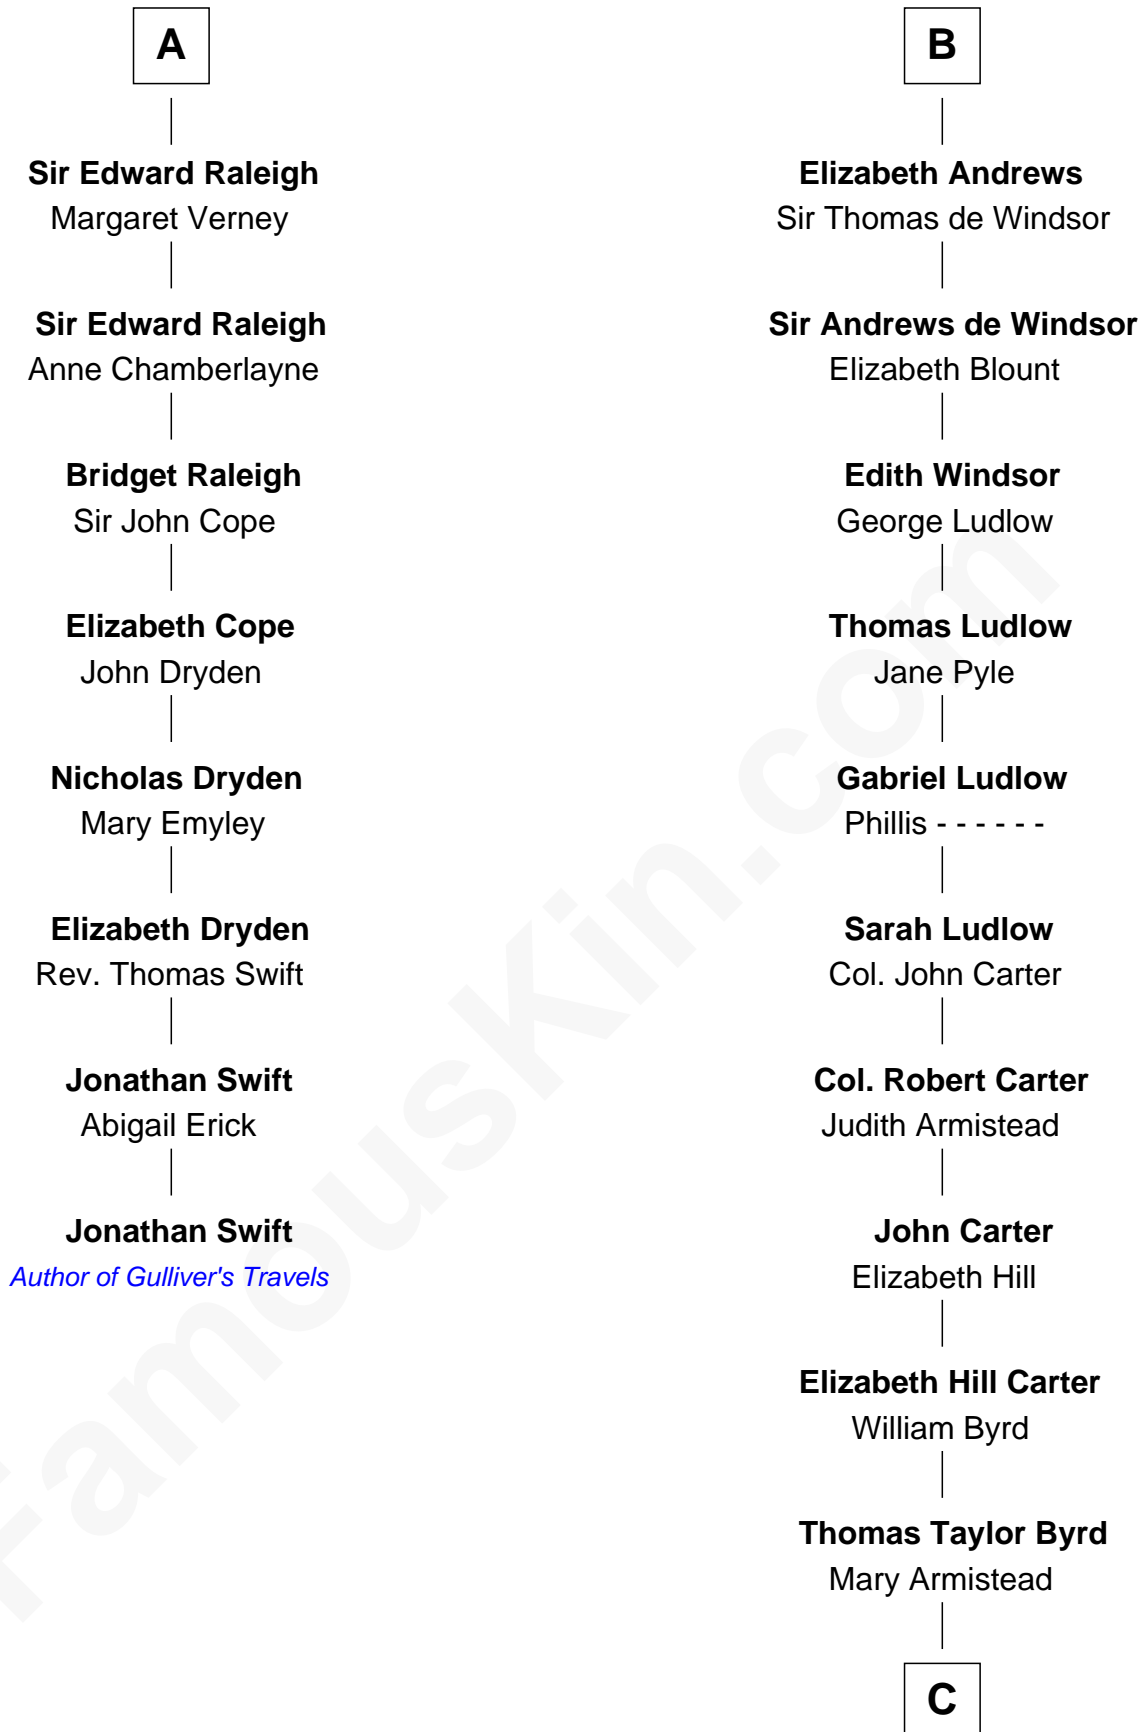 A
Sir Edward Raleigh
Margaret Verney
Sir Edward Raleigh
Anne Chamberlayne
Bridget Raleigh
Sir John Cope
Elizabeth Cope
John Dryden
Nicholas Dryden
Mary Emyley
Elizabeth Dryden
Rev. Thomas Swift
Jonathan Swift
Abigail Erick
Jonathan Swift
Author of Gulliver's Travels
B
Elizabeth Andrews
Sir Thomas de Windsor
Sir Andrews de Windsor
Elizabeth Blount
Edith Windsor
George Ludlow
Thomas Ludlow
Jane Pyle
Gabriel Ludlow
Phillis - - - - - -
Sarah Ludlow
Col. John Carter
Col. Robert Carter
Judith Armistead
John Carter
Elizabeth Hill
Elizabeth Hill Carter
William Byrd
Thomas Taylor Byrd
Mary Armistead
C
FamousKin.com